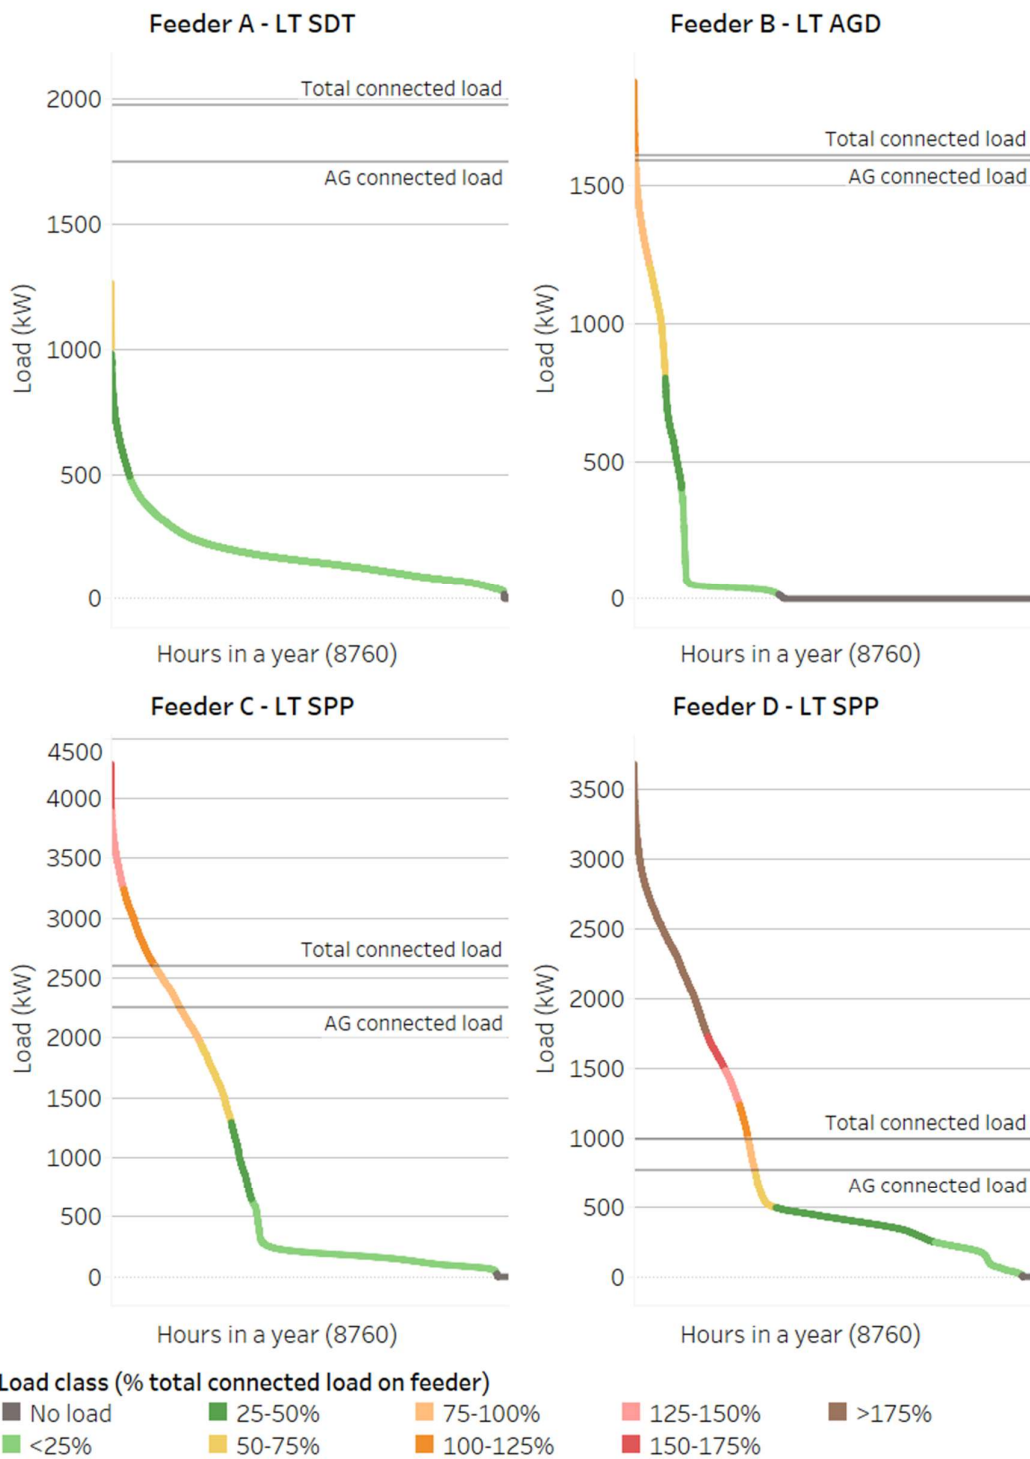 Feeder A - LT SDT
Feeder B - LT AGD
2000
1500
1000
500
0
Load (kW)
Total connected load
AG connected load
Hours in a year (8760)
1500
1000
500
0
Load (kW)
Total connected load
AG connected load
Hours in a year (8760)
Feeder C - LT SPP
Feeder D - LT SPP
4500
4000
3500
3000
2500
2000
1500
1000
500
0
Load (kW)
Total connected load
AG connected load
Hours in a year (8760)
3500
3000
2500
2000
1500
1000
500
0
Load (kW)
Total connected load
AG connected load
Hours in a year (8760)
Load class (% total connected load on feeder)
No load
25-50%
75-100%
125-150%
>175%
<25%
50-75%
100-125%
150-175%